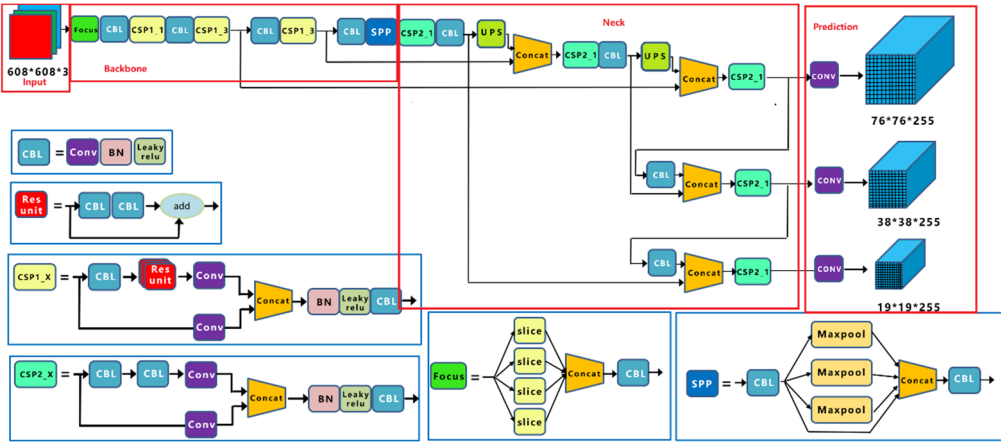 Neck
Prediction
Focus CBL CSP1_1 CBL CSP1_3 CBL CSP1_3 CBL SPP CSP2_1 CBL UPS
Concat CSP2_1 CBL UPS
Concat CSP2_1 CONV
608*608*3
Input
Backbone
76*76*255
CBL = Conv BN Leaky relu
CBL Concat CSP2_1 CONV
38*38*255
Res unit = CBL CBL add
CBL Concat CSP2_1 CONV
19*19*255
CSP1_X = CBL Res unit Conv
Concat BN Leaky relu CBL
Conv
CSP2_X = CBL CBL Conv
Concat BN Leaky relu CBL
Conv
slice
slice
Focus = Concat CBL
slice
slice
Maxpool
SPP = CBL Maxpool Concat CBL
Maxpool